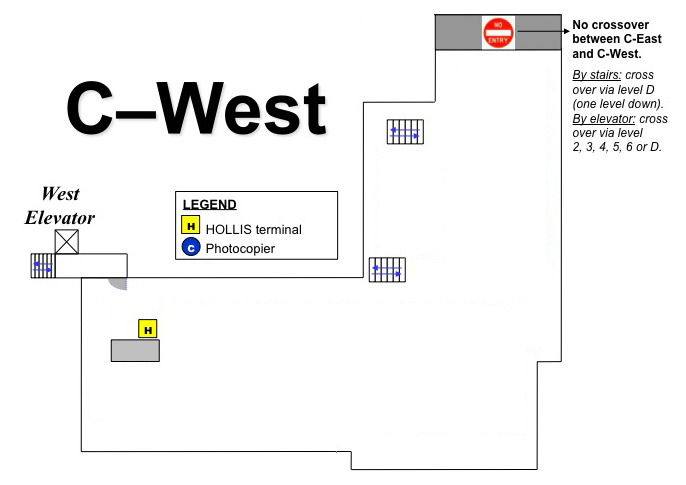 NO
ENTRY
No crossover
between C-East
and C-West.
By stairs: cross
over via level D
(one level down).
By elevator: cross
over via level
2, 3, 4, 5, 6 or D.
C–West
West
Elevator
LEGEND
H HOLLIS terminal
C Photocopier
H